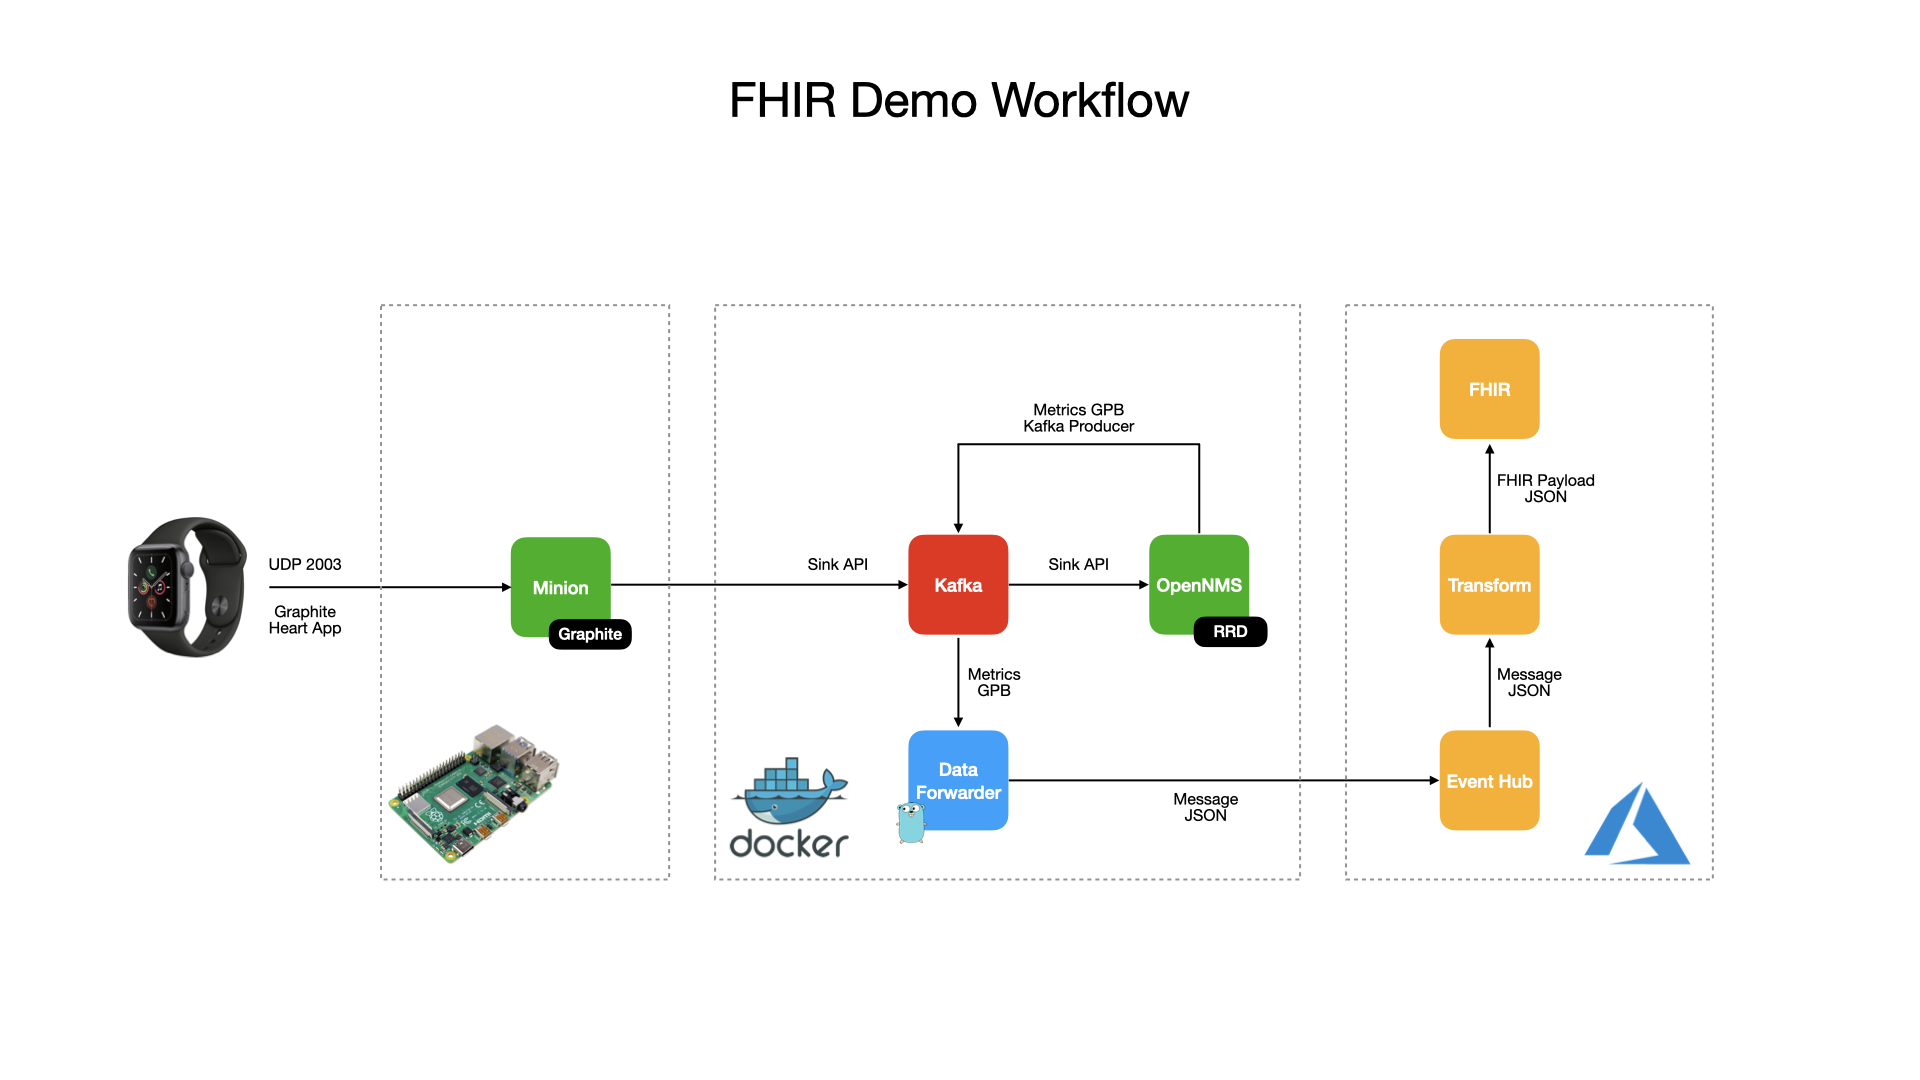 FHIR Demo Workflow
UDP 2003
Graphite
Heart App
Minion
Graphite
Sink API
Kafka
Metrics GPB
Kafka Producer
Sink API
OpenNMS
RRD
Metrics
GPB
Data
Forwarder
docker
Message
JSON
FHIR
FHIR Payload
JSON
Transform
Message
JSON
Event Hub